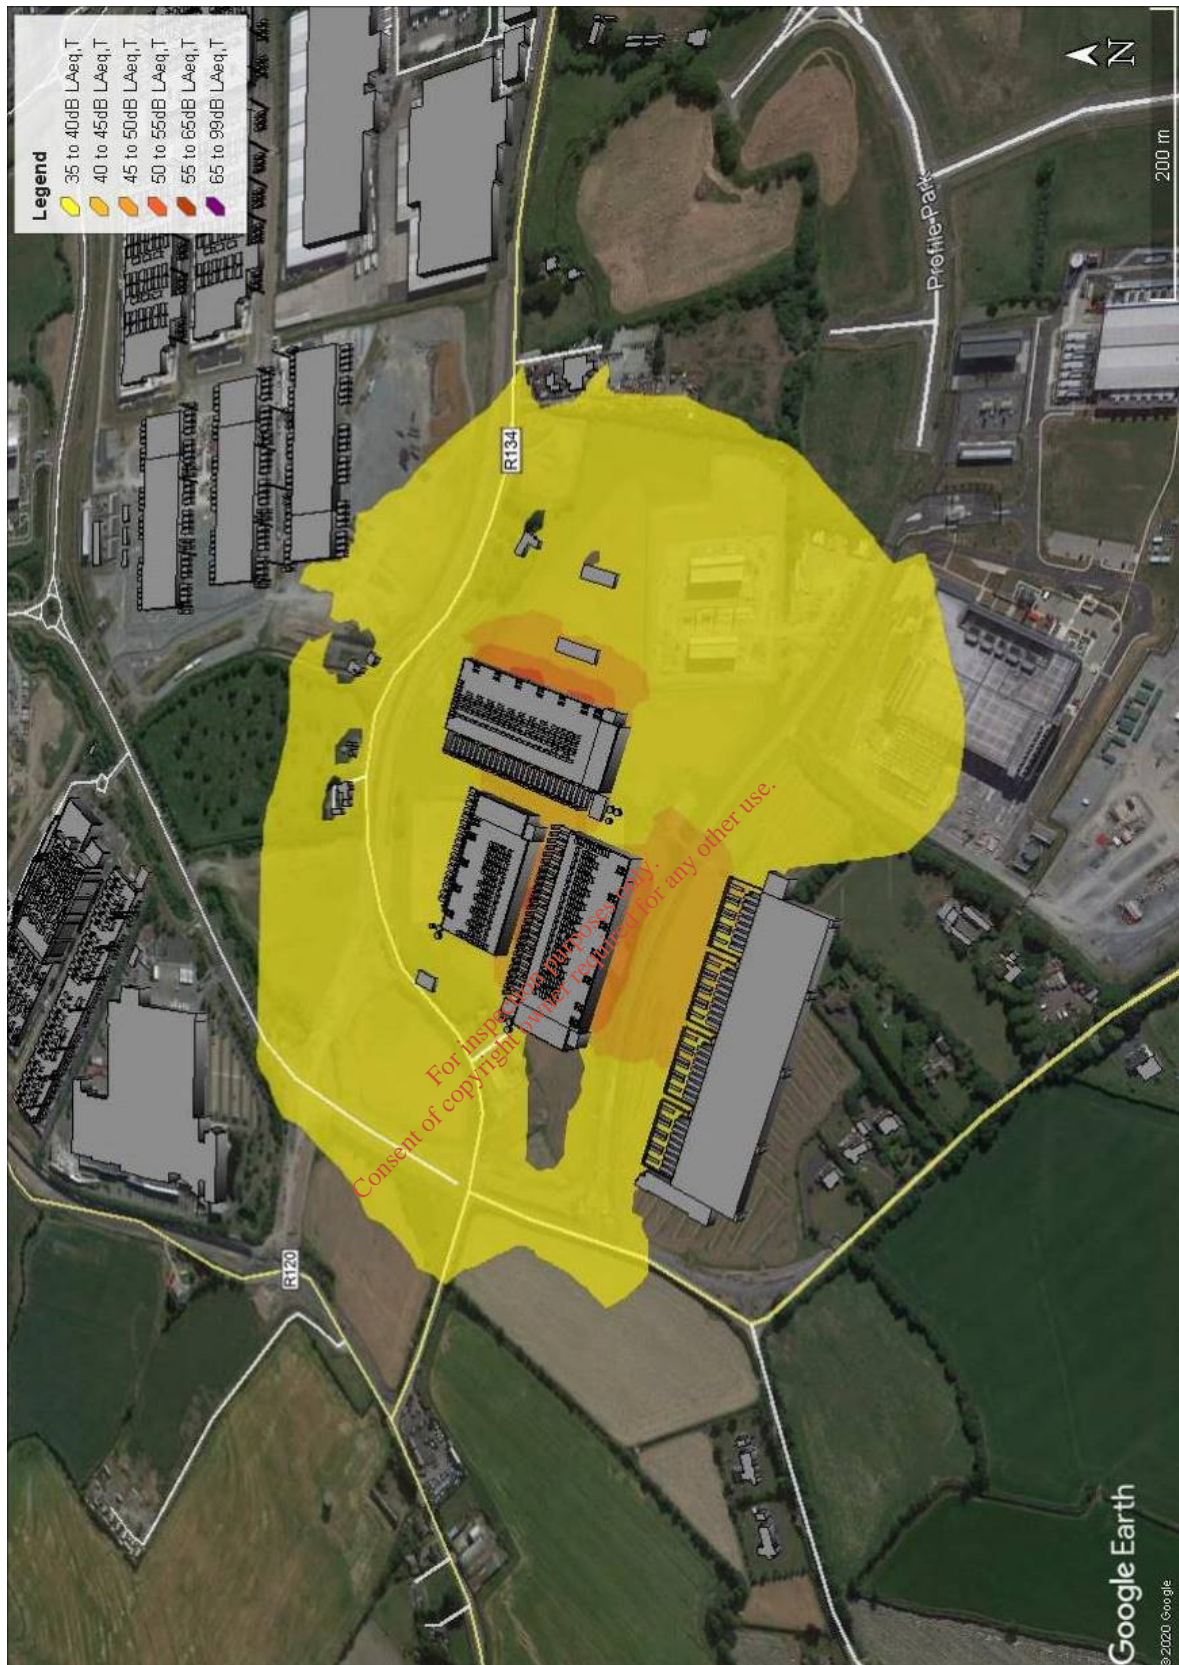 Legend
35 to 40dB LAeq,T
40 to 45dB LAeq,T
45 to 50dB LAeq,T
50 to 55dB LAeq,T
55 to 65dB LAeq,T
65 to 99dB LAeq,T
R120
R134
Profile Park
For inspection purposes only.
Consent of copyright owner required for any other use.
N
200 m
Google Earth
©2020 Google